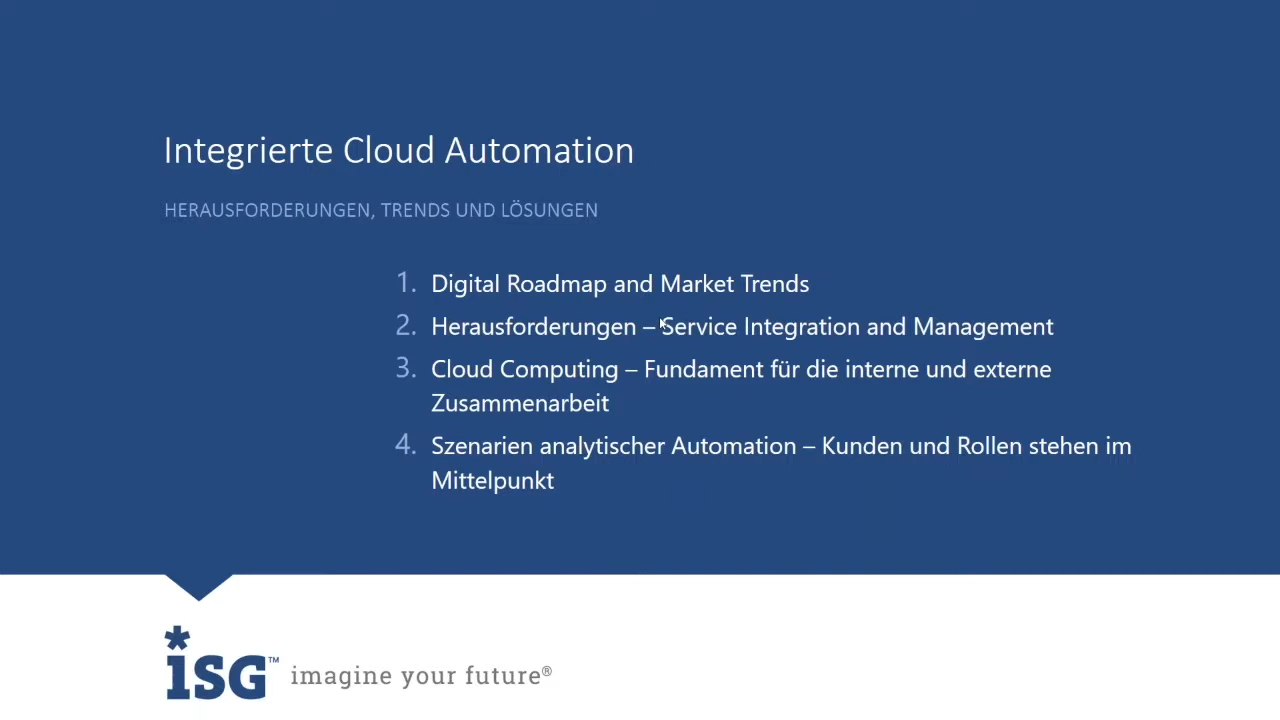 Integrierte Cloud Automation
HERAUSFORDERUNGEN, TRENDS UND LÖSUNGEN
1. Digital Roadmap and Market Trends
2. Herausforderungen – Service Integration and Management
3. Cloud Computing – Fundament für die interne und externe
Zusammenarbeit
4. Szenarien analytischer Automation – Kunden und Rollen stehen im
Mittelpunkt
*ISG™ imagine your future®